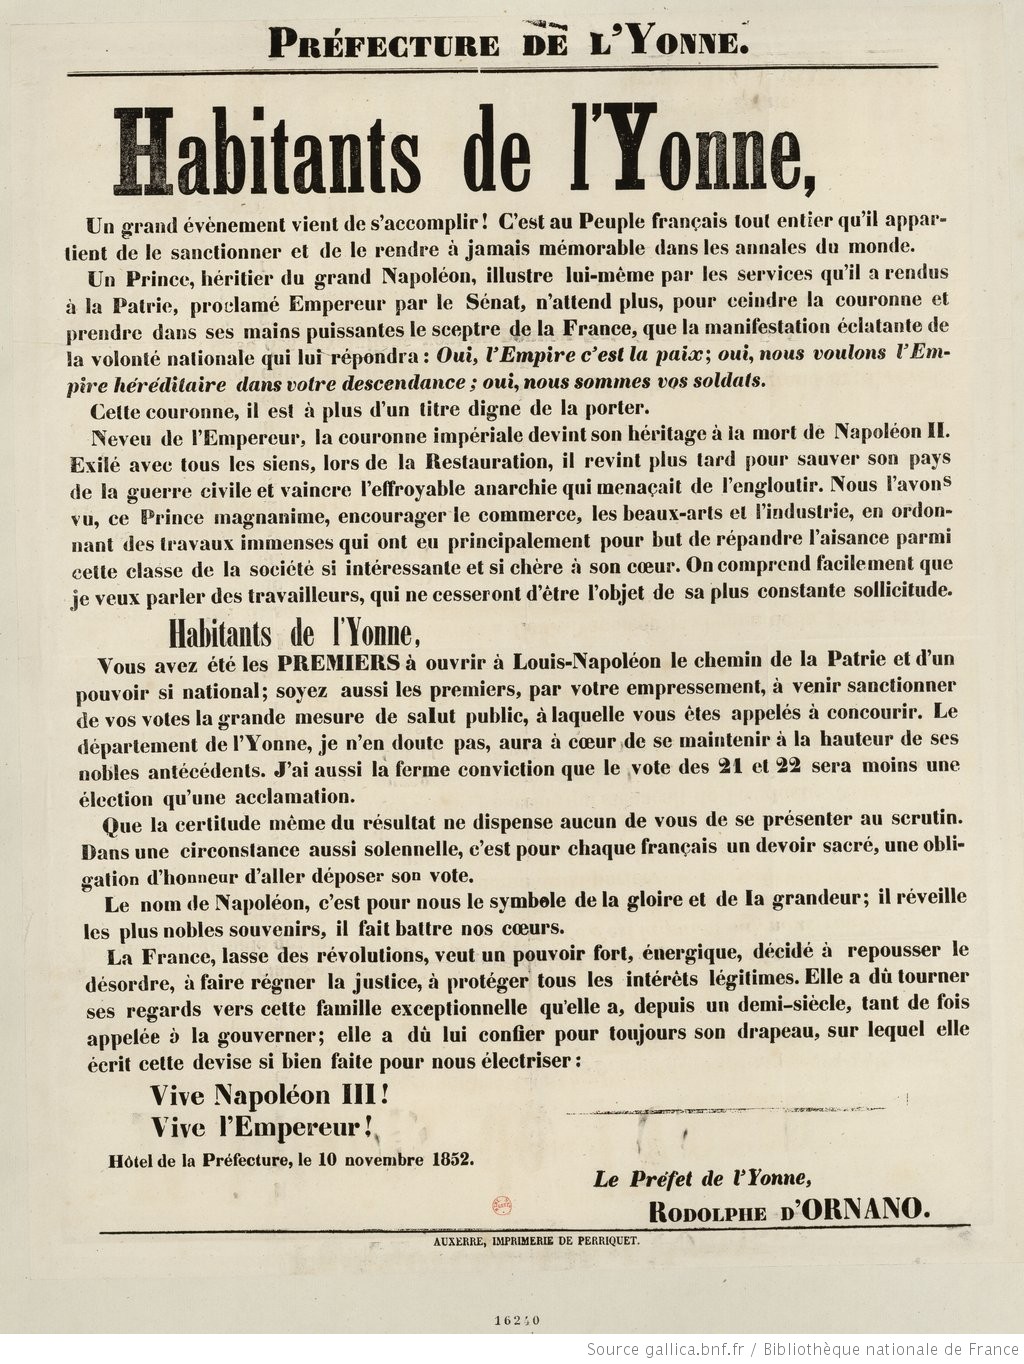 PRÉFECTURE DE L'YONNE.
Habitants de l'Yonne,
Un grand évènement vient de s'accomplir! C'est au Peuple français tout entier qu'il appar-
tient de le sanctionner et de le rendre à jamais mémorable dans les annales du monde.
Un Prince, héritier du grand Napoléon, illustre lui-même par les services qu'il a rendus
à la Patrie, proclamé Empereur par le Sénat, n'attend plus, pour ceindre la couronne et
prendre dans ses mains puissantes le sceptre de la France, que la manifestation éclatante de
la volonté nationale qui lui répondra : Oui, l'Empire c'est la paix; oui, nous voulons l'Em-
pire héréditaire dans votre descendance; oui, nous sommes vos soldats.
Cette couronne, il est à plus d'un titre digne de la porter.
Neveu de l'Empereur, la couronne impériale devint son héritage à la mort de Napoléon II.
Exilé avec tous les siens, lors de la Restauration, il revint plus tard pour sauver son pays
de la guerre civile et vaincre l'effroyable anarchie qui menaçait de l'engloutir. Nous l'avons
vu, ce Prince magnanime, encourager le commerce, les beaux-arts et l'industrie, en ordon-
nant des travaux immenses qui ont eu principalement pour but de répandre l'aisance parmi
cette classe de la société si intéressante et si chère à son cœur. On comprend facilement que
je veux parler des travailleurs, qui ne cesseront d'être l'objet de sa plus constante sollicitude.
Habitants de l'Yonne,
Vous avez été les PREMIERS à ouvrir à Louis-Napoléon le chemin de la Patrie et d'un
pouvoir si national; soyez aussi les premiers, par votre empressement, à venir sanctionner
de vos votes la grande mesure de salut public, à laquelle vous êtes appelés à concourir. Le
département de l'Yonne, je n'en doute pas, aura à cœur de se maintenir à la hauteur de ses
nobles antécédents. J'ai aussi la ferme conviction que le vote des 21 et 22 sera moins une
élection qu'une acclamation.
Que la certitude même du résultat ne dispense aucun de vous de se présenter au scrutin.
Dans une circonstance aussi solennelle, c'est pour chaque français un devoir sacré, une obli-
gation d'honneur d'aller déposer son vote.
Le nom de Napoléon, c'est pour nous le symbole de la gloire et de la grandeur; il réveille
les plus nobles souvenirs, il fait battre nos cœurs.
La France, lasse des révolutions, veut un pouvoir fort, énergique, décidé à repousser le
désordre, à faire régner la justice, à protéger tous les intérêts légitimes. Elle a dû tourner
ses regards vers cette famille exceptionnelle qu'elle a, depuis un demi-siècle, tant de fois
appelée à la gouverner; elle a dû lui confier pour toujours son drapeau, sur lequel elle
écrit cette devise si bien faite pour nous électriser :
Vive Napoléon III!
Vive l'Empereur!
Hôtel de la Préfecture, le 10 novembre 1852.
Le Préfet de l'Yonne,
RODOLPHE D'ORNANO.
AUXERRE, IMPRIMERIE DE PERRIQUET.
16240
Source gallica.bnf.fr / Bibliothèque nationale de France